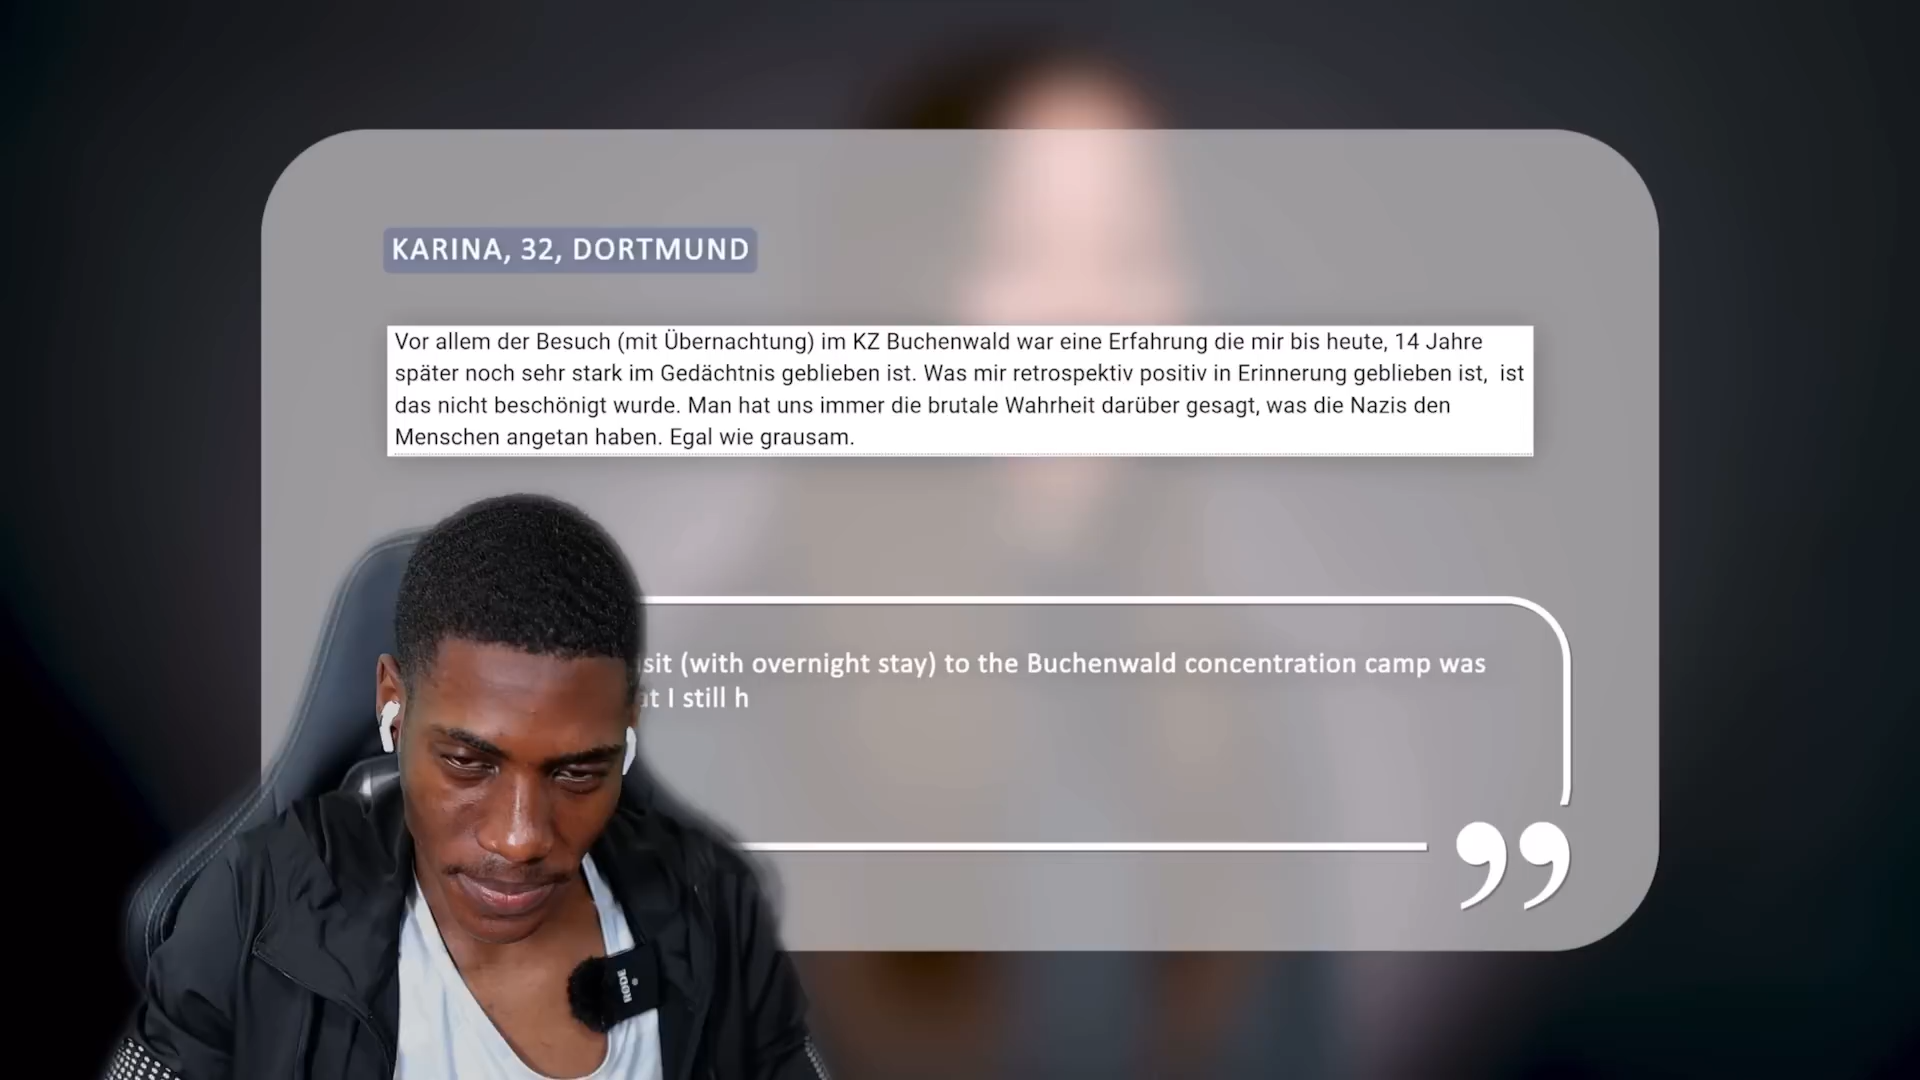 KARINA, 32, DORTMUND
Vor allem der Besuch (mit Übernachtung) im KZ Buchenwald war eine Erfahrung die mir bis heute, 14 Jahre
später noch sehr stark im Gedächtnis geblieben ist. Was mir retrospektiv positiv in Erinnerung geblieben ist,  ist
das nicht beschönigt wurde. Man hat uns immer die brutale Wahrheit darüber gesagt, was die Nazis den
Menschen angetan haben. Egal wie grausam.
(with overnight stay) to the Buchenwald concentration camp was
I still h
”
RØDE